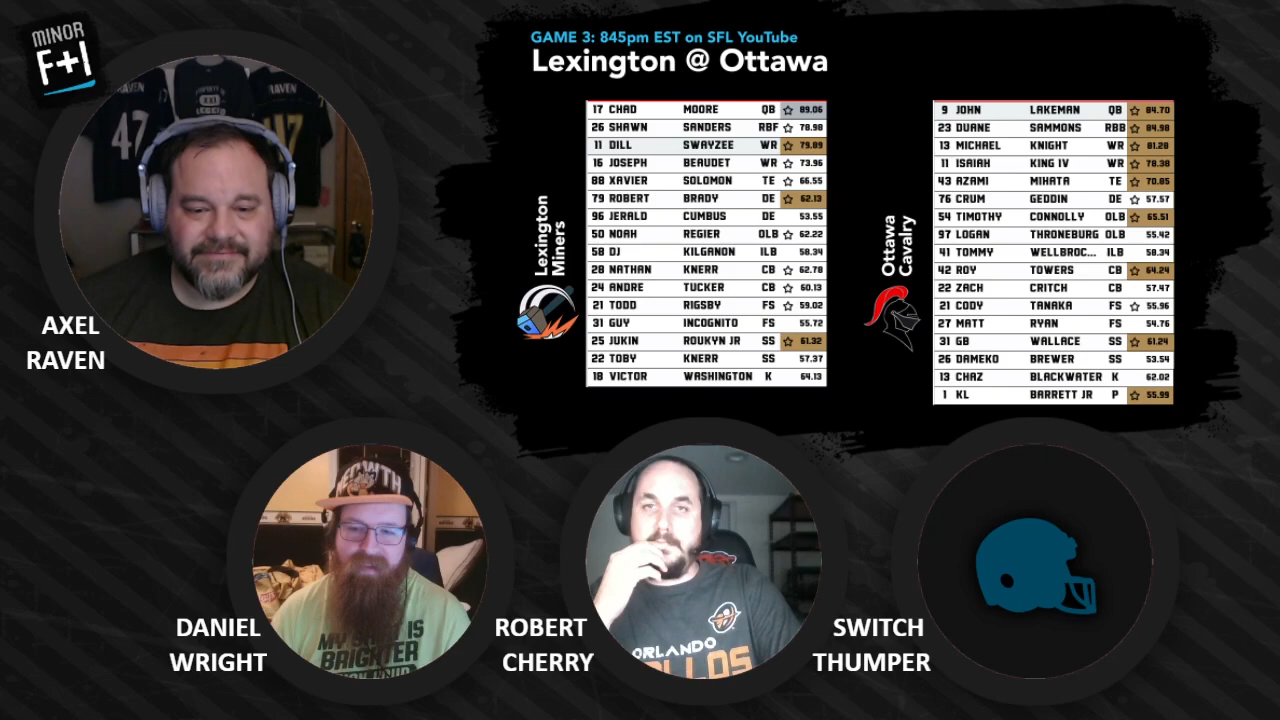 MINOR
F+I
GAME 3: 845pm EST on SFL YouTube
Lexington @ Ottawa
Lexington
Miners
17 CHAD MOORE QB ☆ 89.06
26 SHAWN SANDERS RBF ☆ 78.98
11 DILL SWAYZEE WR ☆ 79.89
16 JOSEPH BEAUDET WR ☆ 73.96
88 XAVIER SOLOMON TE ☆ 66.55
79 ROBERT BRADY DE ☆ 62.13
96 JERALD CUMBUS DE 53.55
50 NOAH REGIER OLB ☆ 62.22
58 DJ KILGANON ILB 58.34
28 NATHAN KNERR CB ☆ 62.78
24 ANDRE TUCKER CB ☆ 60.13
21 TODD RIGSBY FS ☆ 59.02
31 GUY INCOGNITO FS 55.72
25 JUKIN ROUKYN JR SS ☆ 61.32
22 TOBY KNERR SS 57.37
18 VICTOR WASHINGTON K 64.13
Ottawa
Cavalry
9 JOHN LAKEMAN QB ☆ 84.70
23 DUANE SAMMONS RBB ☆ 84.98
13 MICHAEL KNIGHT WR ☆ 81.28
11 ISAIAH KING IV WR ☆ 78.38
43 AZAMI MIHATA TE ☆ 70.85
76 CRUM GEDDIN DE ☆ 57.57
54 TIMOTHY CONNOLLY OLB ☆ 65.51
97 LOGAN THRONEBURG OLB 55.42
41 TOMMY WELLBROC... ILB 58.34
42 ROY TOWERS CB ☆ 64.24
22 ZACH CRITCH CB 57.47
21 CODY TANAKA FS ☆ 55.96
27 MATT RYAN FS 54.76
31 GB WALLACE SS ☆ 61.24
26 DAMEKO BREWER SS 53.54
13 CHAZ BLACKWATER K 62.02
1 KL BARRETT JR P ☆ 55.99
47
AXEL
RAVEN
DANIEL
WRIGHT
BRIGHTER
ROBERT
CHERRY
ORLANDO
SWITCH
THUMPER